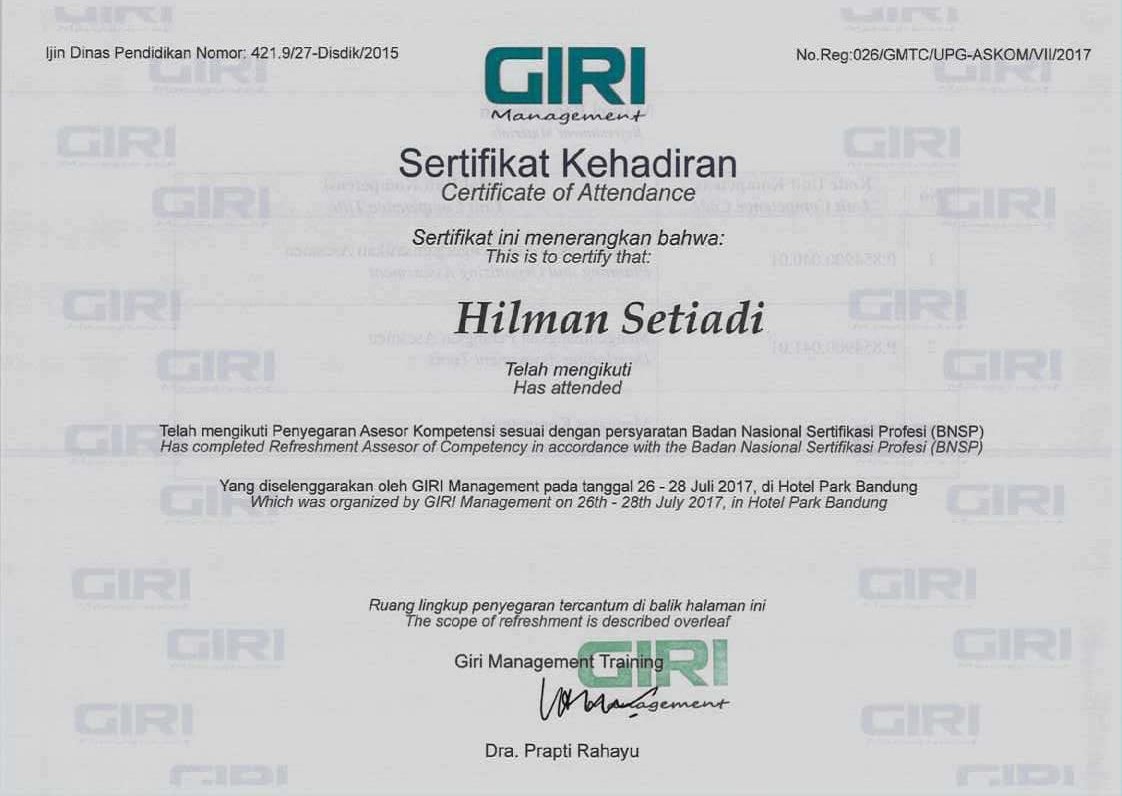 Ijin Dinas Pendidikan Nomor: 421.9/27-Disdik/2015
No.Reg:026/GMTC/UPG-ASKOM/VII/2017
GIRI
Management
Sertifikat Kehadiran
Certificate of Attendance
Sertifikat ini menerangkan bahwa:
This is to certify that:
Hilman Setiadi
Telah mengikuti
Has attended
Telah mengikuti Penyegaran Asesor Kompetensi sesuai dengan persyaratan Badan Nasional Sertifikasi Profesi (BNSP)
Has completed Refreshment Assesor of Competency in accordance with the Badan Nasional Sertifikasi Profesi (BNSP)
Yang diselenggarakan oleh GIRI Management pada tanggal 26 - 28 Juli 2017, di Hotel Park Bandung
Which was organized by GIRI Management on 26th - 28th July 2017, in Hotel Park Bandung
Ruang lingkup penyegaran tercantum di balik halaman ini
The scope of refreshment is described overleaf
Giri Management Training
GIRI
Management
Dra. Prapti Rahayu